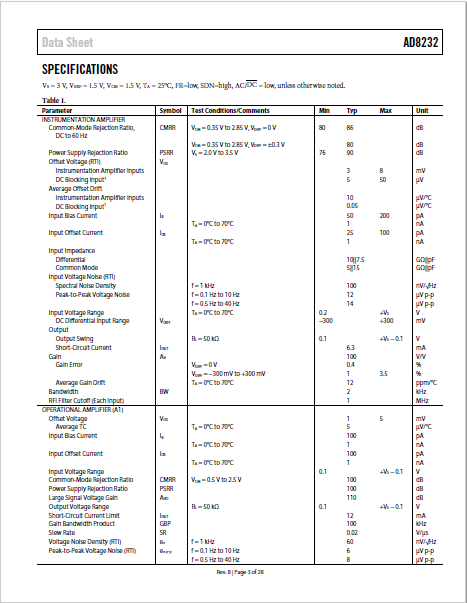 Data Sheet AD8232
SPECIFICATIONS
Vs = 3 V, VREF = 1.5 V, VCM = 1.5 V, TA = 25°C, FR=low, SDN=high, AC/DC = low, unless otherwise noted.
Table 1.
Parameter Symbol Test Conditions/Comments Min Typ Max Unit
INSTRUMENTATION AMPLIFIER
Common-Mode Rejection Ratio, CMRR VCM = 0.35 V to 2.85 V, VDIFF = 0 V 80 86 dB
DC to 60 Hz
VCM = 0.35 V to 2.85 V, VDIFF = ±0.3 V 80 dB
Power Supply Rejection Ratio PSRR VS = 2.0 V to 3.5 V 76 90 dB
Offset Voltage (RTI) VOS
Instrumentation Amplifier Inputs 3 8 mV
DC Blocking Input¹ 5 50 µV
Average Offset Drift
Instrumentation Amplifier Inputs 10 µV/°C
DC Blocking Input¹ 0.05 µV/°C
Input Bias Current IB 50 200 pA
TA = 0°C to 70°C 1 nA
Input Offset Current IOS 25 100 pA
TA = 0°C to 70°C 1 nA
Input Impedance
Differential 10||7.5 GΩ||pF
Common Mode 5||15 GΩ||pF
Input Voltage Noise (RTI)
Spectral Noise Density f = 1 kHz 100 nV/√Hz
Peak-to-Peak Voltage Noise f = 0.1 Hz to 10 Hz 12 µV p-p
f = 0.5 Hz to 40 Hz 14 µV p-p
Input Voltage Range TA = 0°C to 70°C 0.2 +VS V
DC Differential Input Range VDIFF −300 +300 mV
Output
Output Swing RL = 50 kΩ 0.1 +VS − 0.1 V
Short-Circuit Current IOUT 6.3 mA
Gain AV 100 V/V
Gain Error VDIFF = 0 V 0.4 %
VDIFF = −300 mV to +300 mV 1 3.5 %
Average Gain Drift TA = 0°C to 70°C 12 ppm/°C
Bandwidth BW 2 kHz
RFI Filter Cutoff (Each Input) 1 MHz
OPERATIONAL AMPLIFIER (A1)
Offset Voltage VOS 1 5 mV
Average TC TA = 0°C to 70°C 5 µV/°C
Input Bias Current IB 100 pA
TA = 0°C to 70°C 1 nA
Input Offset Current IOS 100 pA
TA = 0°C to 70°C 1 nA
Input Voltage Range 0.1 +VS − 0.1 V
Common-Mode Rejection Ratio CMRR VCM = 0.5 V to 2.5 V 100 dB
Power Supply Rejection Ratio PSRR 100 dB
Large Signal Voltage Gain AVO 110 dB
Output Voltage Range RL = 50 kΩ 0.1 +VS − 0.1 V
Short-Circuit Current Limit IOUT 12 mA
Gain Bandwidth Product GBP 100 kHz
Slew Rate SR 0.02 V/µs
Voltage Noise Density (RTI) en f = 1 kHz 60 nV/√Hz
Peak-to-Peak Voltage Noise (RTI) en p-p f = 0.1 Hz to 10 Hz 6 µV p-p
f = 0.5 Hz to 40 Hz 8 µV p-p
Rev. B | Page 3 of 28